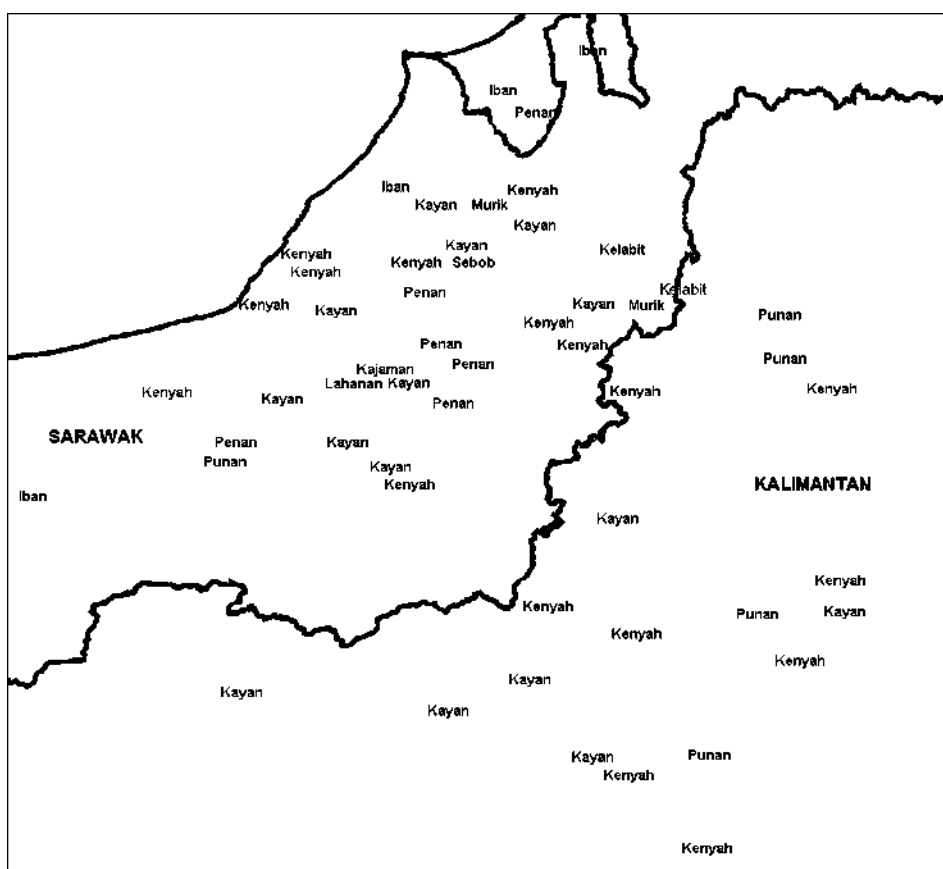 Iban
Iban
Penan
Iban
Kenyah
Kayan
Murik
Kayan
Kayan
Kelabit
Kenyah
Kenyah
Sebob
Kenyah
Penan
Kelabit
Kenyah
Kayan
Kayan
Murik
Punan
Kenyah
Penan
Kenyah
Punan
Penan
Kajaman
Lahanan
Kayan
Kenyah
Kenyah
Kenyah
Kayan
Penan
SARAWAK
Penan
Kayan
Punan
Kayan
Kenyah
KALIMANTAN
Iban
Kayan
Kenyah
Kenyah
Punan
Kayan
Kenyah
Kenyah
Kayan
Kayan
Kayan
Kayan
Punan
Kenyah
Kenyah